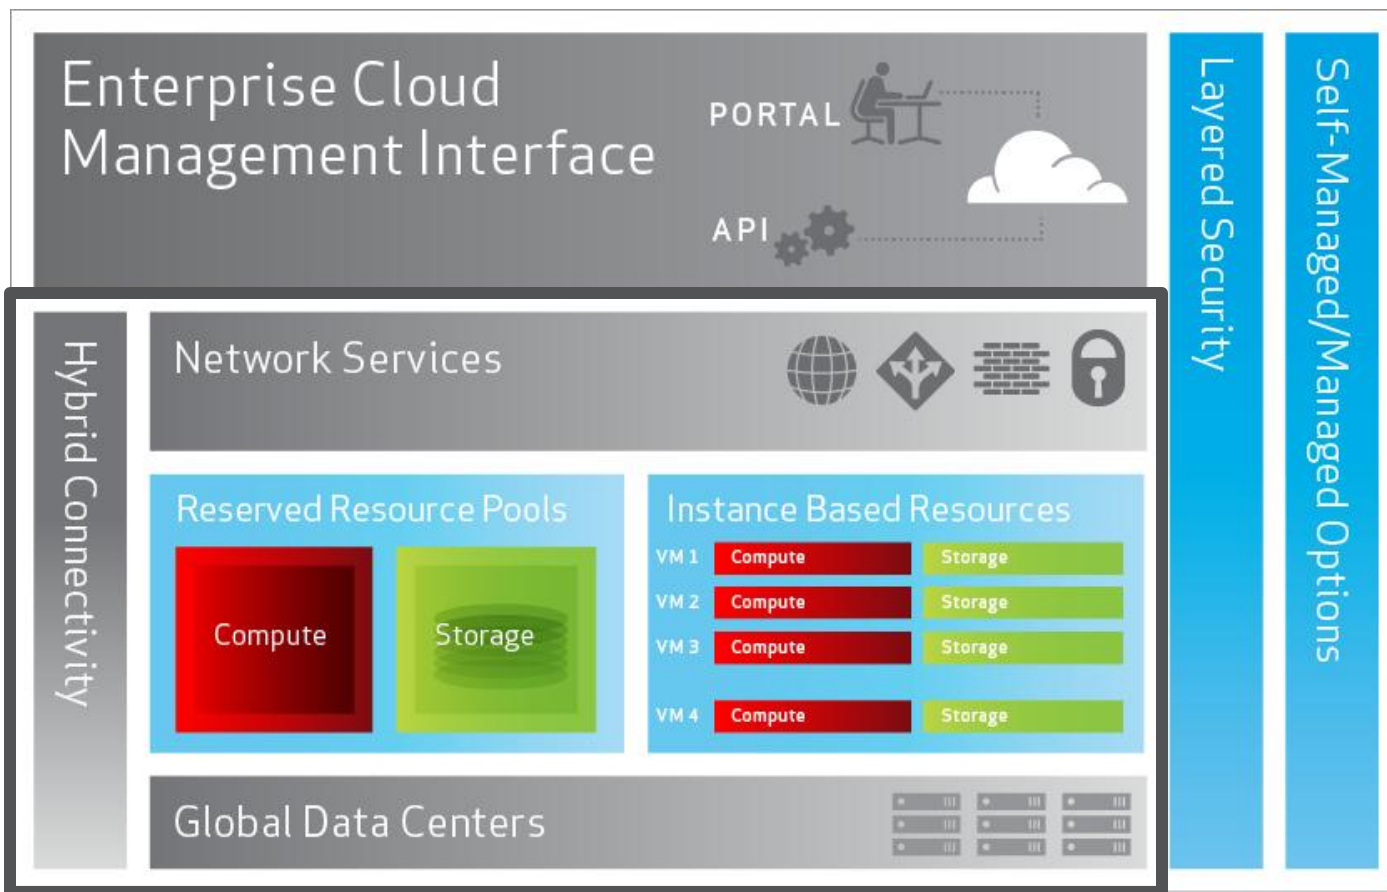 Enterprise Cloud
Management Interface
PORTAL
API
Layered Security
Self-Managed/Managed Options
Hybrid Connectivity
Network Services
Reserved Resource Pools
Compute
Storage
Instance Based Resources
VM 1 Compute Storage
VM 2 Compute Storage
VM 3 Compute Storage
VM 4 Compute Storage
Global Data Centers